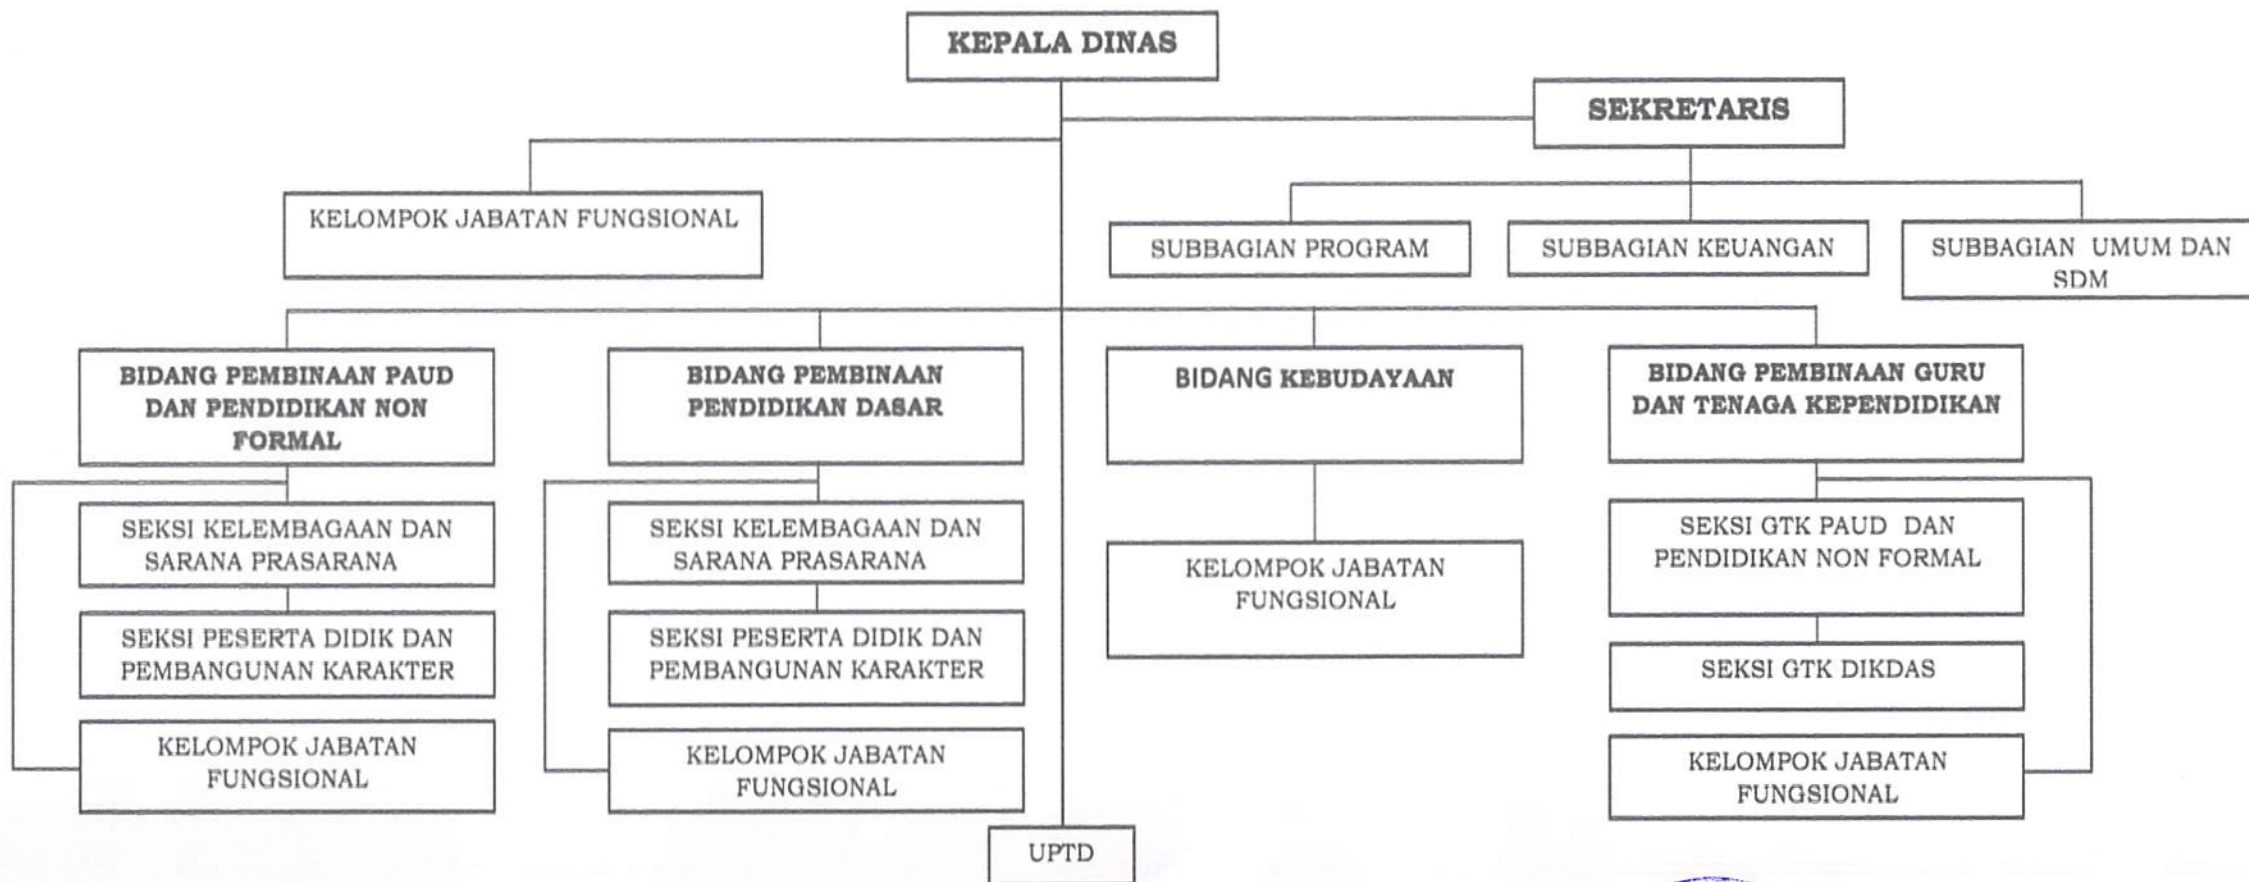 KEPALA DINAS
SEKRETARIS
KELOMPOK JABATAN FUNGSIONAL
SUBBAGIAN PROGRAM
SUBBAGIAN KEUANGAN
SUBBAGIAN UMUM DAN
SDM
BIDANG PEMBINAAN PAUD
DAN PENDIDIKAN NON
FORMAL
BIDANG PEMBINAAN
PENDIDIKAN DASAR
BIDANG KEBUDAYAAN
BIDANG PEMBINAAN GURU
DAN TENAGA KEPENDIDIKAN
SEKSI KELEMBAGAAN DAN
SARANA PRASARANA
SEKSI KELEMBAGAAN DAN
SARANA PRASARANA
KELOMPOK JABATAN
FUNGSIONAL
SEKSI GTK PAUD DAN
PENDIDIKAN NON FORMAL
SEKSI PESERTA DIDIK DAN
PEMBANGUNAN KARAKTER
SEKSI PESERTA DIDIK DAN
PEMBANGUNAN KARAKTER
SEKSI GTK DIKDAS
KELOMPOK JABATAN
FUNGSIONAL
KELOMPOK JABATAN
FUNGSIONAL
KELOMPOK JABATAN
FUNGSIONAL
UPTD